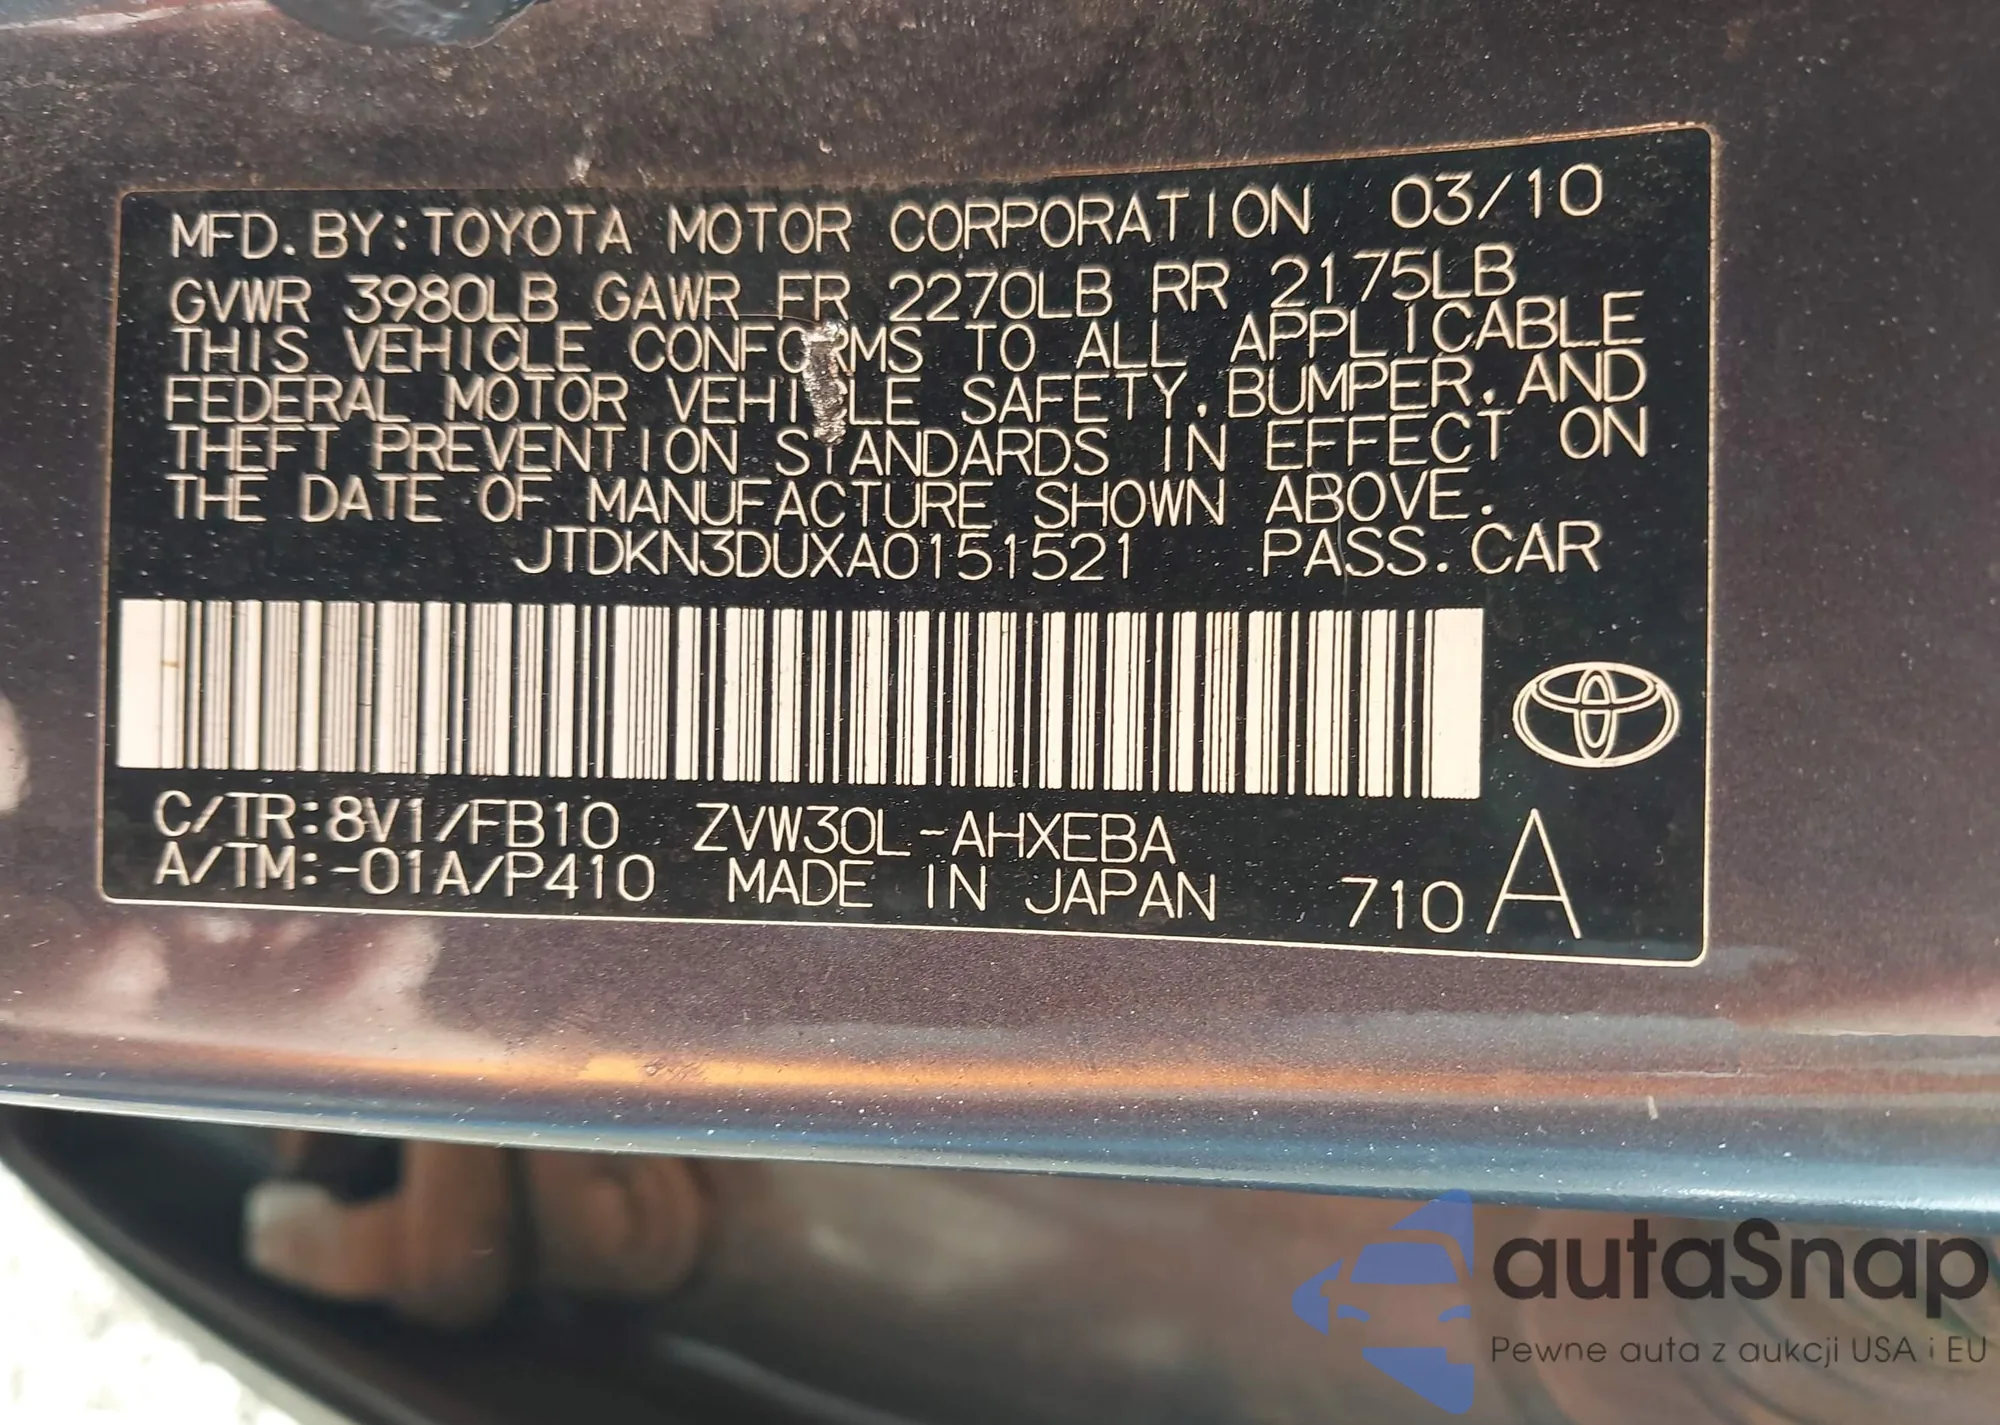 MFD. BY: TOYOTA MOTOR CORPORATION 03/10
GVWR 3980LB GAWR FR 2270LB RR 2175LB
THIS VEHICLE CONFORMS TO ALL APPLICABLE
FEDERAL MOTOR VEHICLE SAFETY, BUMPER, AND
THEFT PREVENTION STANDARDS IN EFFECT ON
THE DATE OF MANUFACTURE SHOWN ABOVE.
JTDKN3DUXA0151521 PASS. CAR
C/TR:8V1/FB10 ZVW30L-AHXEBA
A/TM:-01A/P410 MADE IN JAPAN 710 A
autaSnap
Pewne auta z aukcji USA i EU